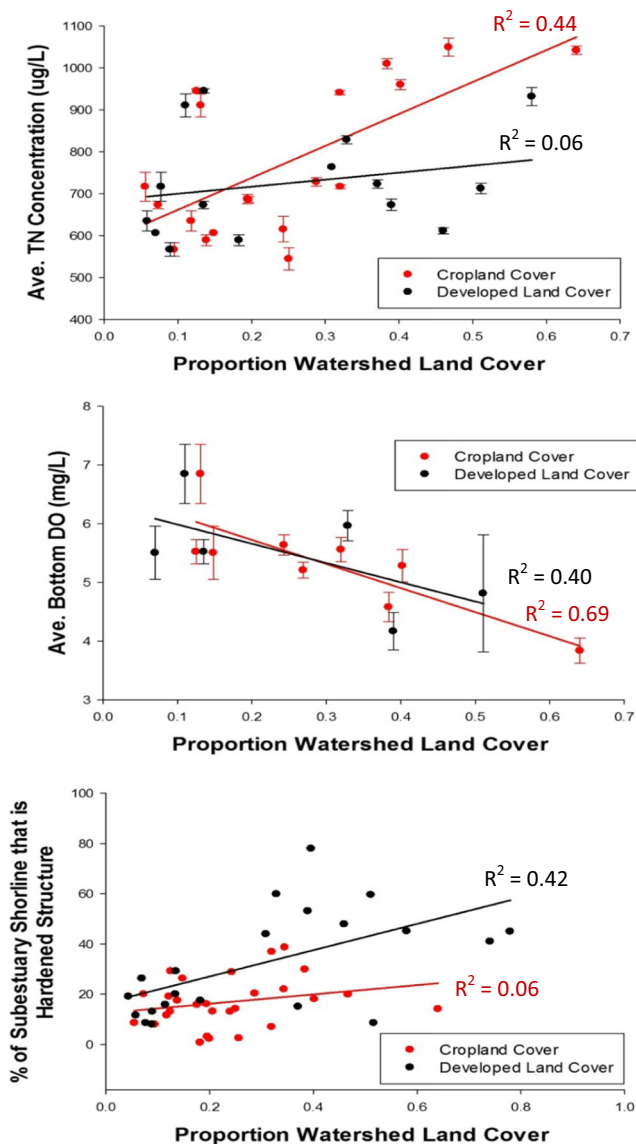 R² = 0.44
1100
1000
900
800
700
600
500
400
Ave. TN Concentration (ug/L)
R² = 0.06
Cropland Cover
Developed Land Cover
0.0 0.1 0.2 0.3 0.4 0.5 0.6 0.7
Proportion Watershed Land Cover
8
7
6
5
4
3
Ave. Bottom DO (mg/L)
Cropland Cover
Developed Land Cover
R² = 0.40
R² = 0.69
0.0 0.1 0.2 0.3 0.4 0.5 0.6 0.7
Proportion Watershed Land Cover
100
80
60
40
20
0
% of Subestuary Shorline that is
Hardened Structure
R² = 0.42
R² = 0.06
Cropland Cover
Developed Land Cover
0.0 0.2 0.4 0.6 0.8 1.0
Proportion Watershed Land Cover